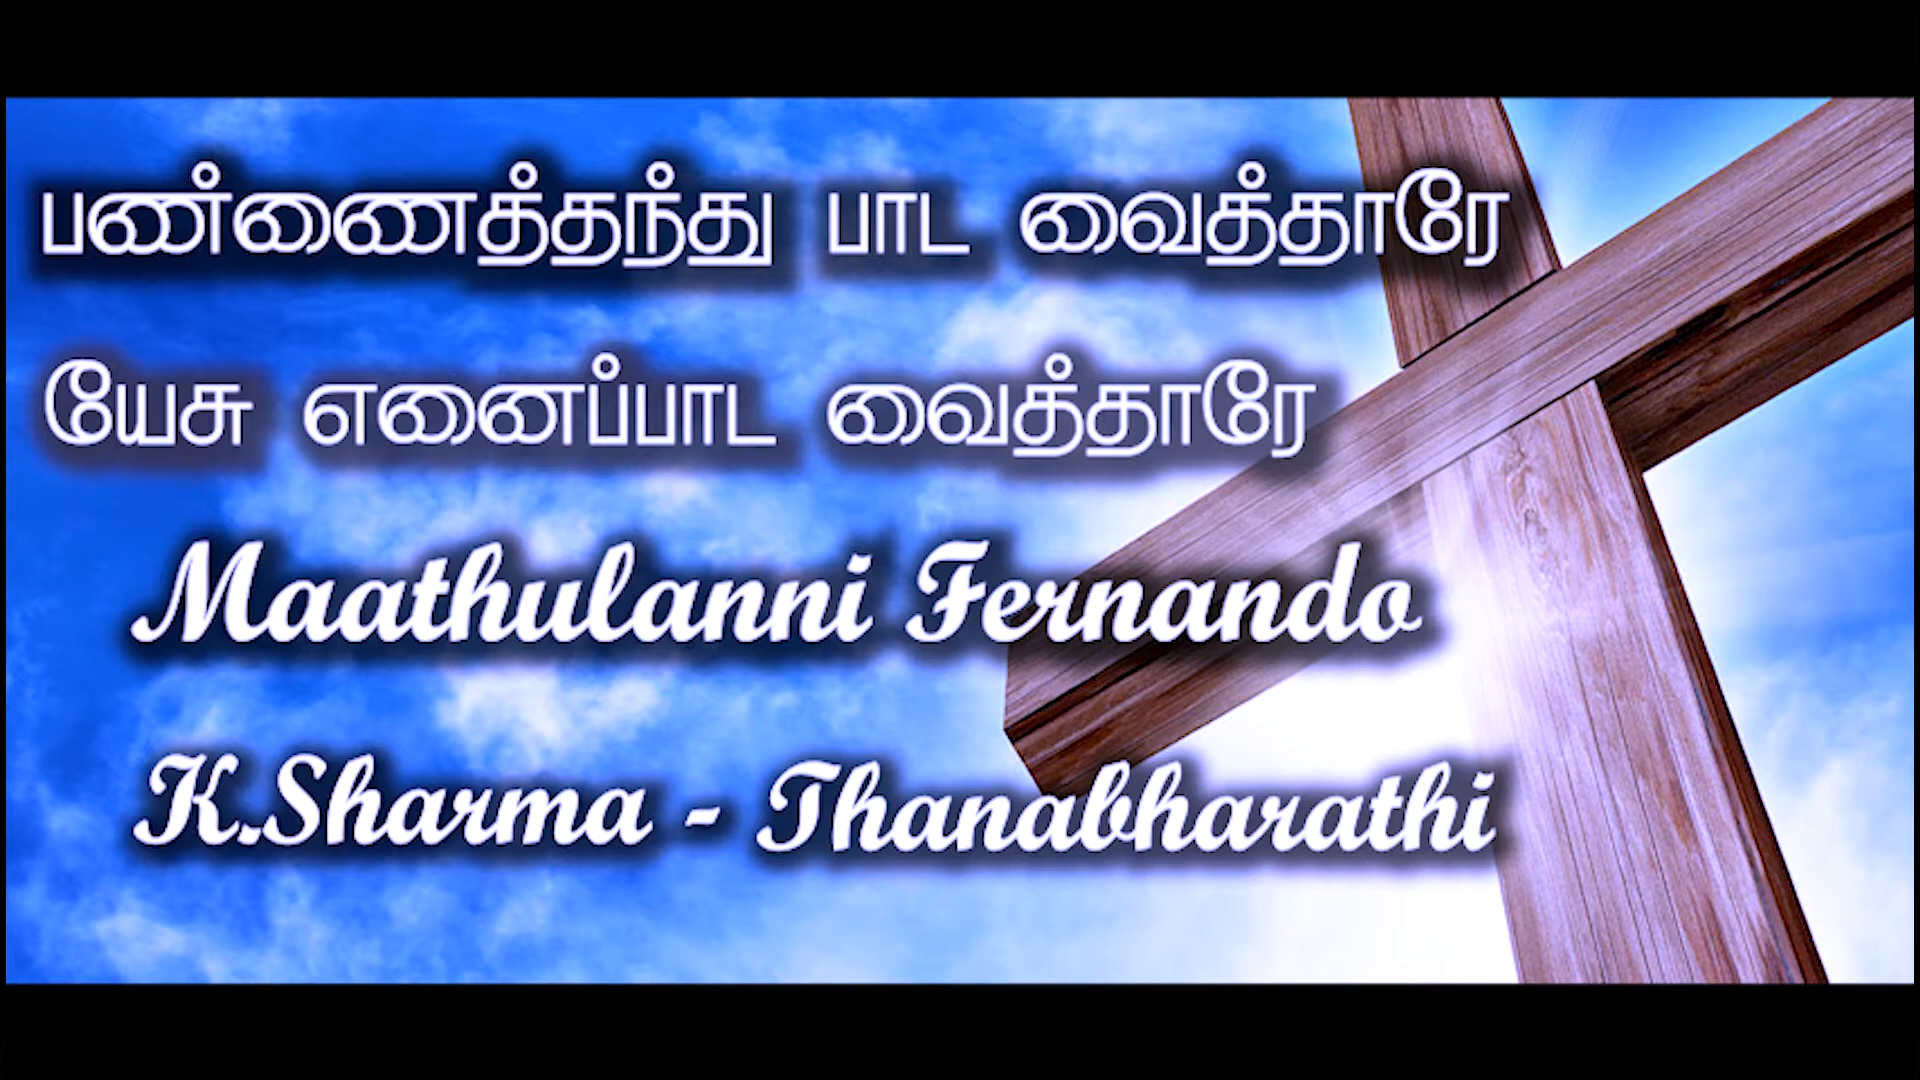 பண்ணைத்தந்து பாட வைத்தாரே
யேசு எனைப்பாட வைத்தாரே
Maathulanni Fernando
K.Sharma - Thanabharathi